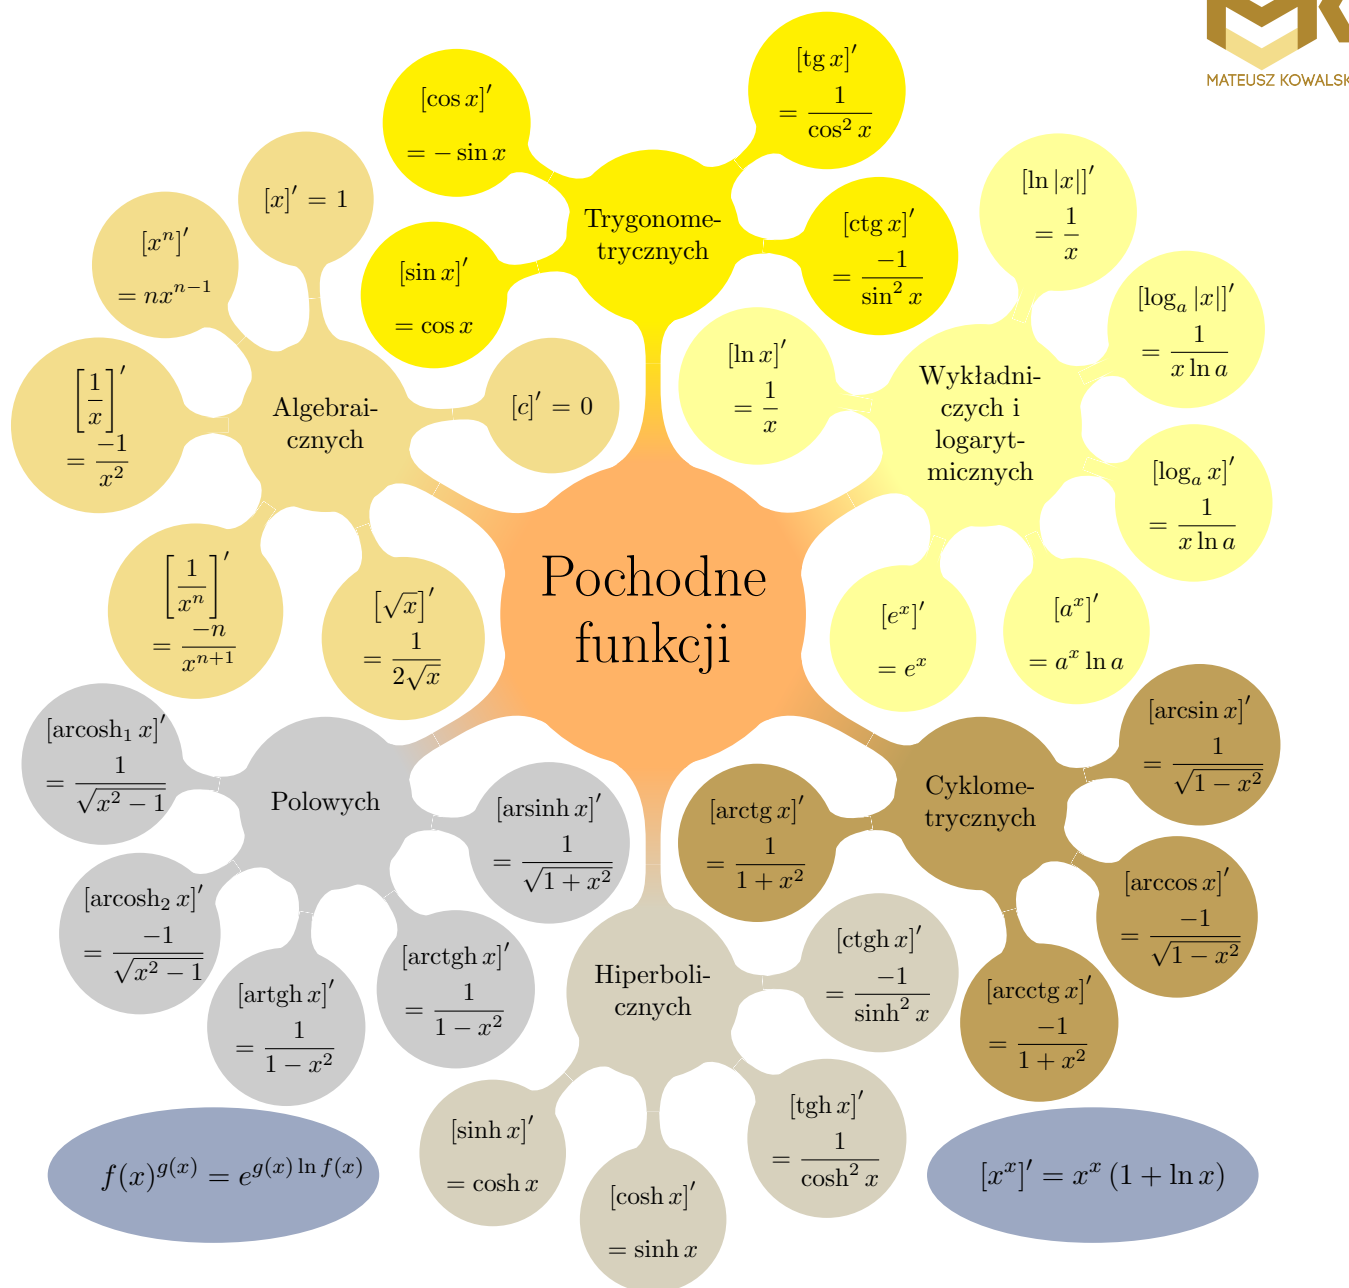 MATEUSZ KOWALSK
Pochodne
funkcji
Trygonome-
trycznych
[cos x]′
= − sin x
[tg x]′
= 1/cos² x
[sin x]′
= cos x
[ctg x]′
= −1/sin² x
Algebrai-
cznych
[x]′ = 1
[xⁿ]′
= nxⁿ⁻¹
[1/x]′
= −1/x²
[1/xⁿ]′
= −n/xⁿ⁺¹
[√x]′
= 1/(2√x)
[c]′ = 0
Wykładni-
czych i
logaryt-
micznych
[ln |x|]′
= 1/x
[logₐ |x|]′
= 1/(x ln a)
[ln x]′
= 1/x
[logₐ x]′
= 1/(x ln a)
[eˣ]′
= eˣ
[aˣ]′
= aˣ ln a
Polowych
[arcosh₁ x]′
= 1/√(x² − 1)
[arcosh₂ x]′
= −1/√(x² − 1)
[artgh x]′
= 1/(1 − x²)
[arctgh x]′
= 1/(1 − x²)
[arsinh x]′
= 1/√(1 + x²)
Cyklome-
trycznych
[arcsin x]′
= 1/√(1 − x²)
[arctg x]′
= 1/(1 + x²)
[arccos x]′
= −1/√(1 − x²)
[arcctg x]′
= −1/(1 + x²)
Hiperboli-
cznych
[ctgh x]′
= −1/sinh² x
[tgh x]′
= 1/cosh² x
[sinh x]′
= cosh x
[cosh x]′
= sinh x
f(x)^{g(x)} = e^{g(x) ln f(x)}
[xˣ]′ = xˣ (1 + ln x)